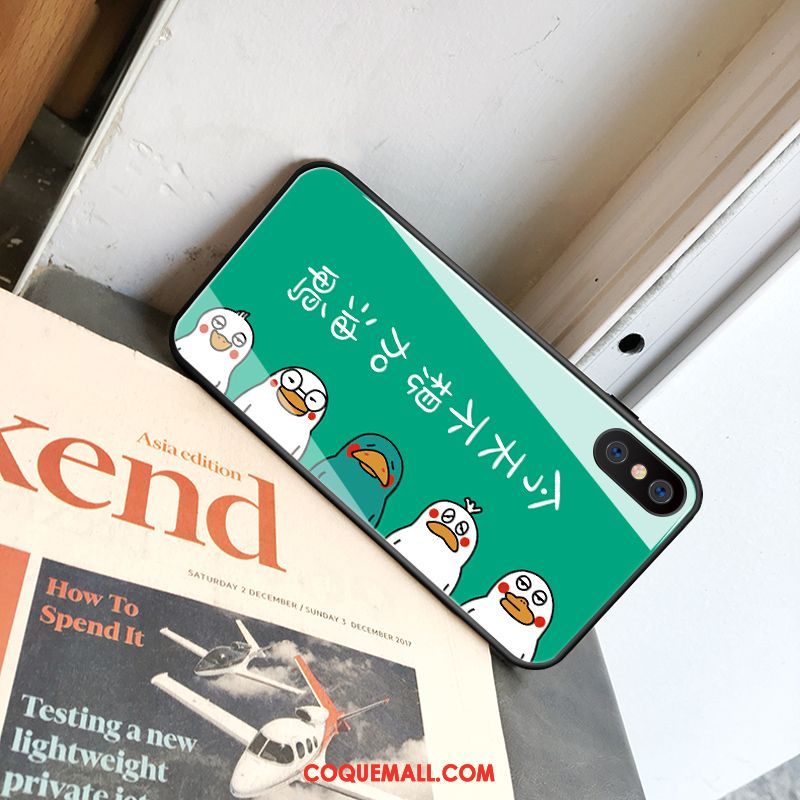 今天不想加油鸭
Asia edition
kend
SATURDAY 2 DECEMBER / SUNDAY 3 DECEMBER 2017
How To
Spend It
Testing a new
lightweight
private jet
COQUEMALL.COM